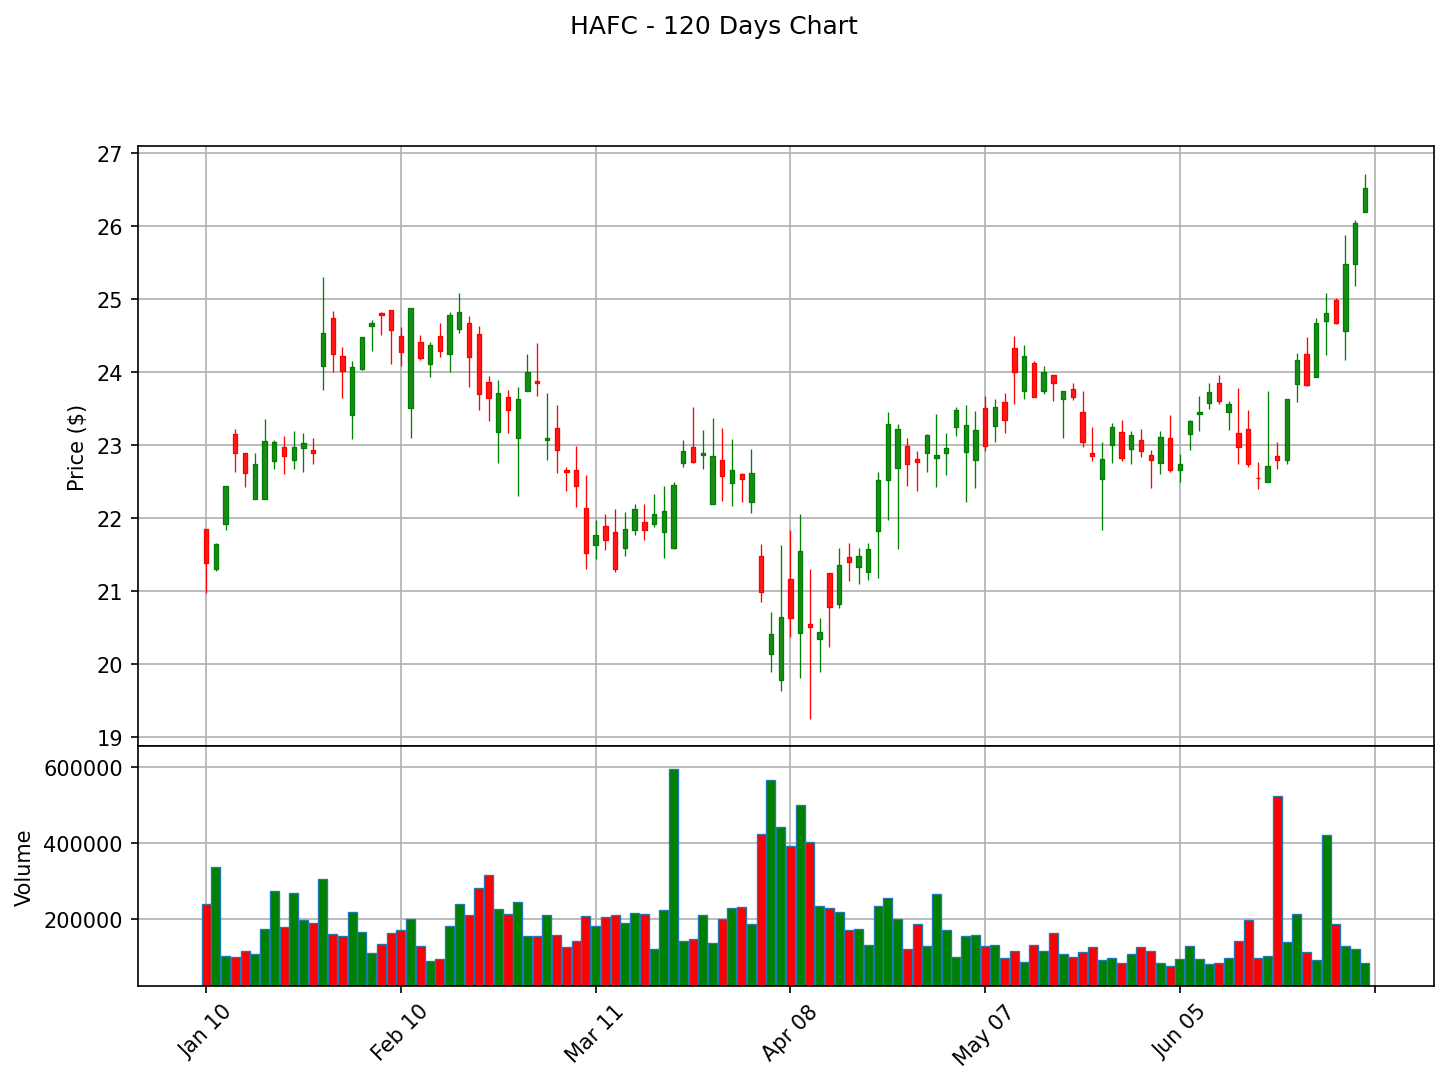 HAFC - 120 Days Chart
27
26
25
24
23
22
21
20
19
Price ($)
600000
400000
200000
Volume
Jan 10
Feb 10
Mar 11
Apr 08
May 07
Jun 05